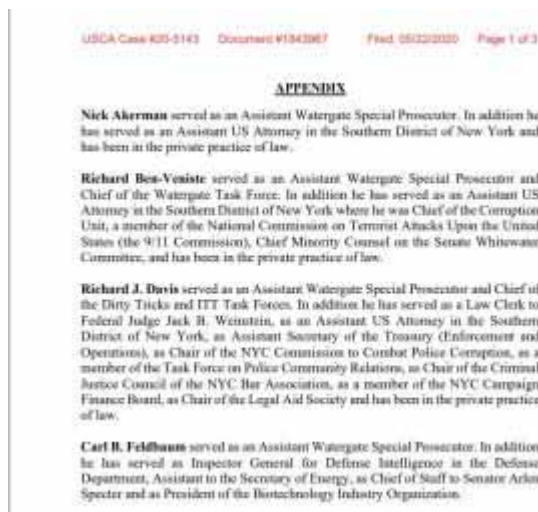 USCA Case #20-5143 Document #1843967 Filed: 05/22/2020 Page 1 of 3
APPENDIX
Nick Akerman served as an Assistant Watergate Special Prosecutor. In addition he
has served as an Assistant US Attorney in the Southern District of New York and
has been in the private practice of law.
Richard Ben-Veniste served as an Assistant Watergate Special Prosecutor and
Chief of the Watergate Task Force. In addition he has served as an Assistant US
Attorney in the Southern District of New York where he was Chief of the Corruption
Unit, a member of the National Commission on Terrorist Attacks Upon the United
States (the 9/11 Commission), Chief Minority Counsel on the Senate Whitewater
Committee, and has been in the private practice of law.
Richard J. Davis served as an Assistant Watergate Special Prosecutor and Chief of
the Dirty Tricks and ITT Task Forces. In addition he has served as a Law Clerk to
Federal Judge Jack B. Weinstein, as an Assistant US Attorney in the Southern
District of New York, as Assistant Secretary of the Treasury (Enforcement and
Operations), as Chair of the NYC Commission to Combat Police Corruption, as a
member of the Task Force on Police Community Relations, as Chair of the Criminal
Justice Council of the NYC Bar Association, as a member of the NYC Campaign
Finance Board, as Chair of the Legal Aid Society and has been in the private practice
of law.
Carl B. Feldbaum served as an Assistant Watergate Special Prosecutor. In addition
he has served as Inspector General for Defense Intelligence in the Defense
Department, Assistant to the Secretary of Energy, as Chief of Staff to Senator Arlen
Specter and as President of the Biotechnology Industry Organization.